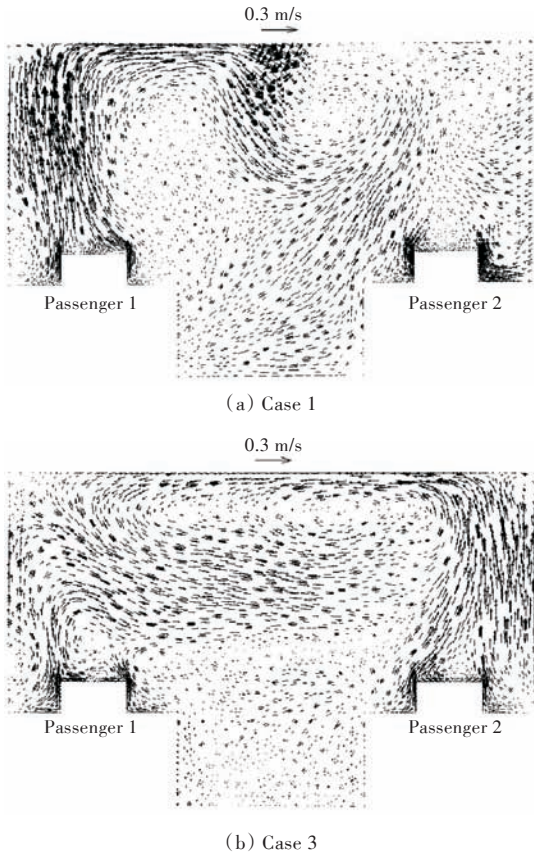 0.3 m/s
Passenger 1 Passenger 2
(a) Case 1
0.3 m/s
Passenger 1 Passenger 2
(b) Case 3